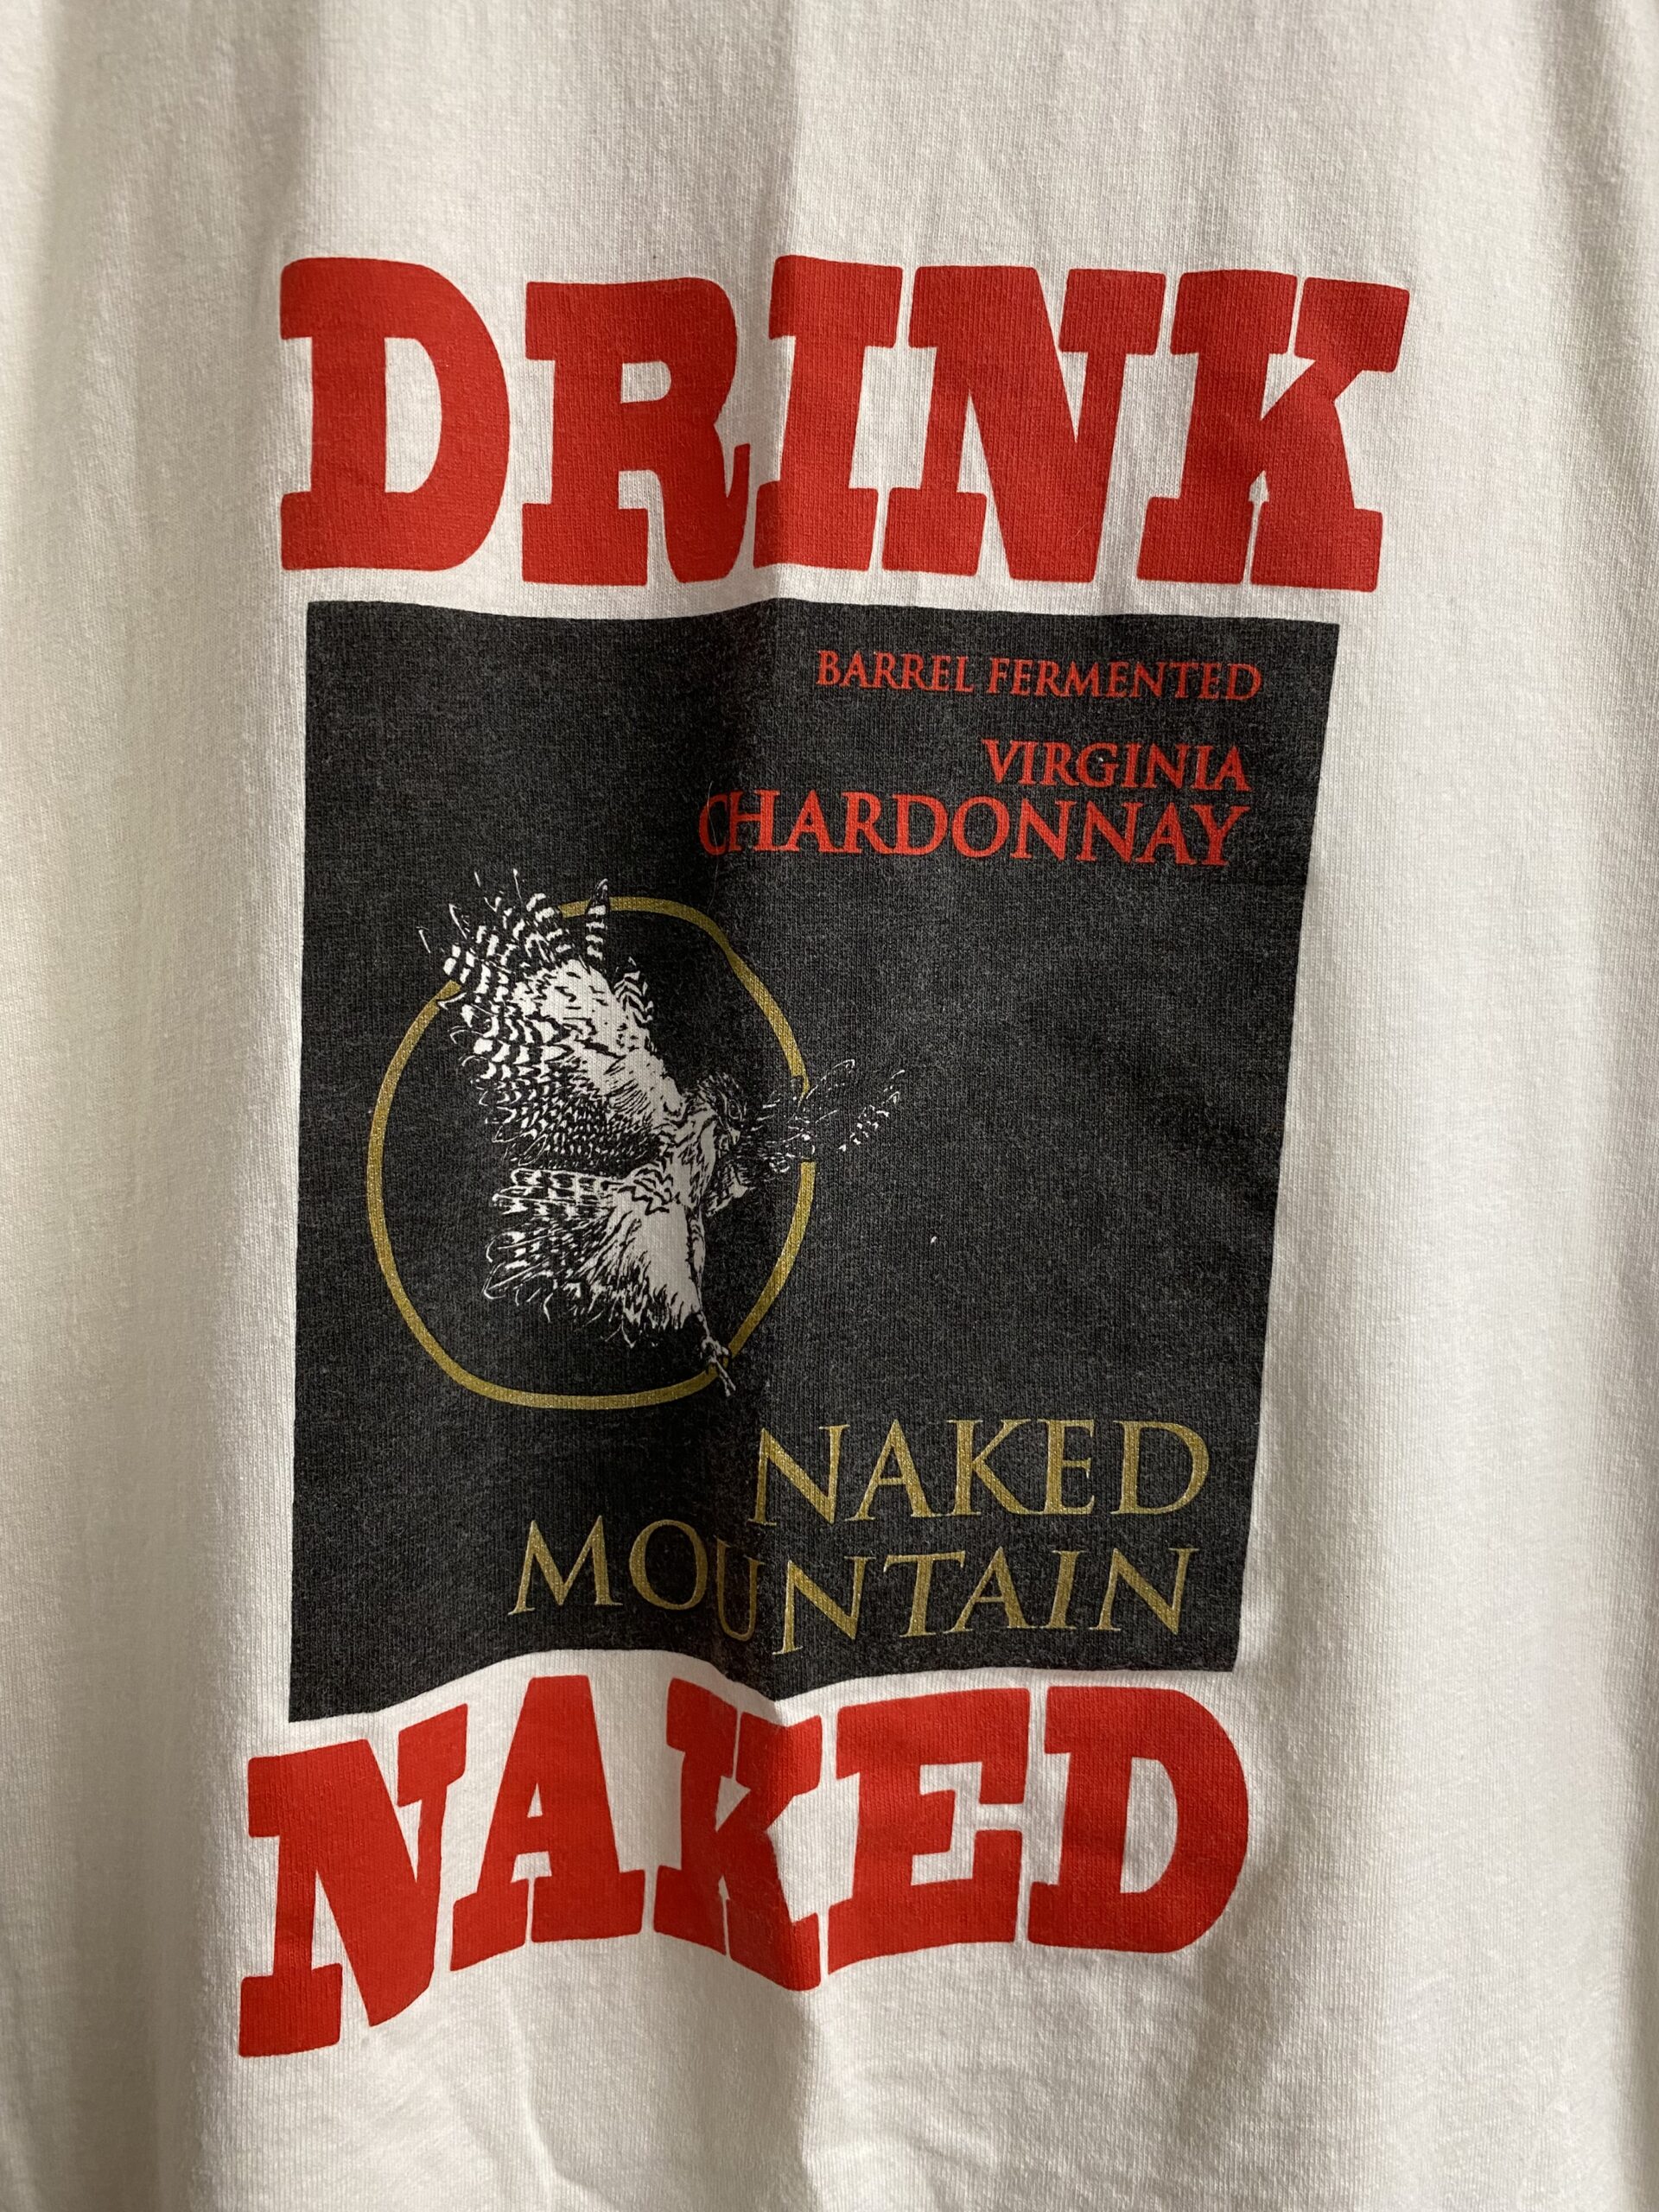 DRINK
BARREL FERMENTED
VIRGINIA
CHARDONNAY
NAKED
MOUNTAIN
NAKED